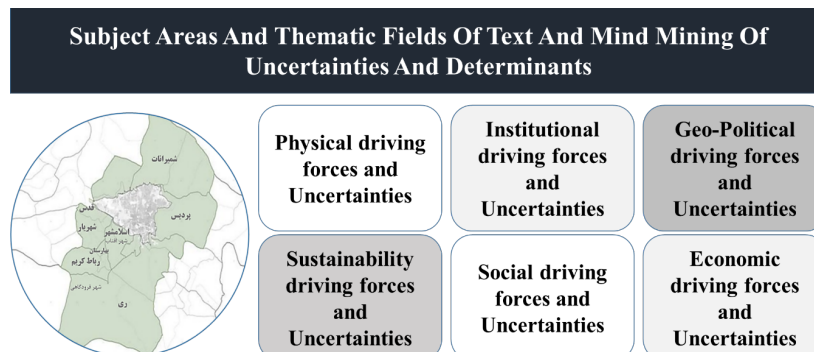 Subject Areas And Thematic Fields Of Text And Mind Mining Of
Uncertainties And Determinants
شمیرانات
قدس
پردیس
شهریار
اسلامشهر
بهارستان
رباط کریم
ری
Physical driving
forces and
Uncertainties
Institutional
driving forces
and
Uncertainties
Geo-Political
driving forces
and
Uncertainties
Sustainability
driving forces
and
Uncertainties
Social driving
forces and
Uncertainties
Economic
driving forces
and
Uncertainties